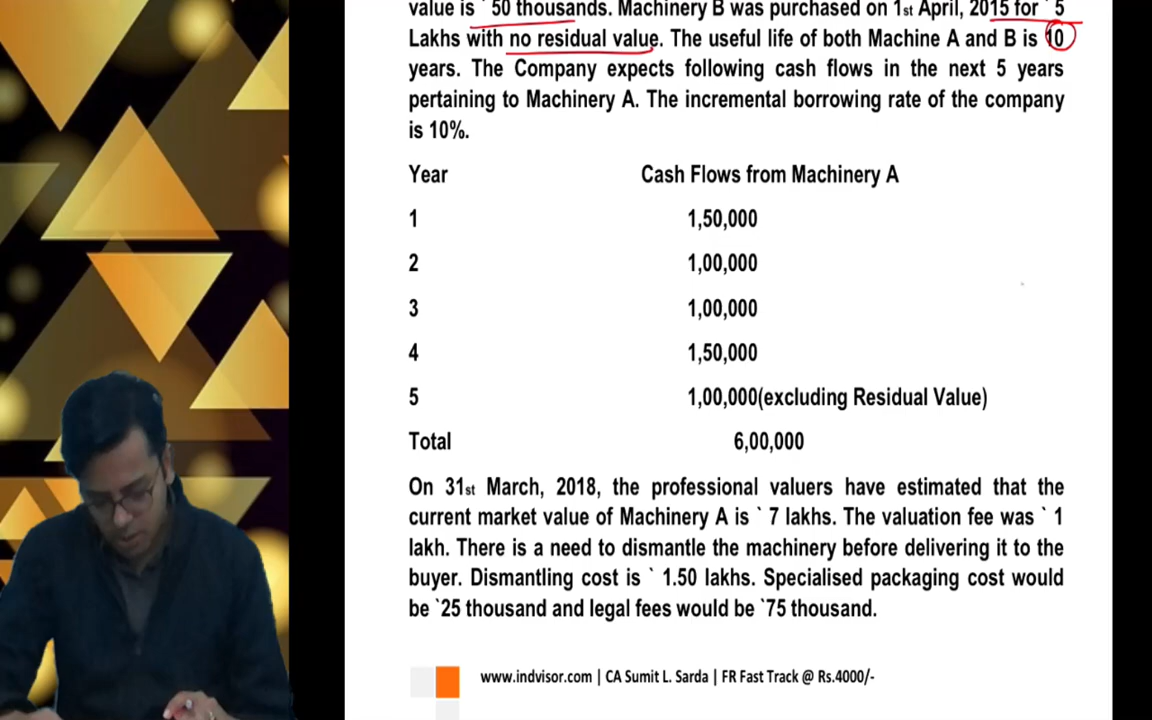 value is ` 50 thousands. Machinery B was purchased on 1st April, 2015 for ` 5
Lakhs with no residual value. The useful life of both Machine A and B is 10
years. The Company expects following cash flows in the next 5 years
pertaining to Machinery A. The incremental borrowing rate of the company
is 10%.
Year Cash Flows from Machinery A
1 1,50,000
2 1,00,000
3 1,00,000
4 1,50,000
5 1,00,000(excluding Residual Value)
Total 6,00,000
On 31st March, 2018, the professional valuers have estimated that the
current market value of Machinery A is ` 7 lakhs. The valuation fee was ` 1
lakh. There is a need to dismantle the machinery before delivering it to the
buyer. Dismantling cost is ` 1.50 lakhs. Specialised packaging cost would
be `25 thousand and legal fees would be `75 thousand.
www.indvisor.com | CA Sumit L. Sarda | FR Fast Track @ Rs.4000/-